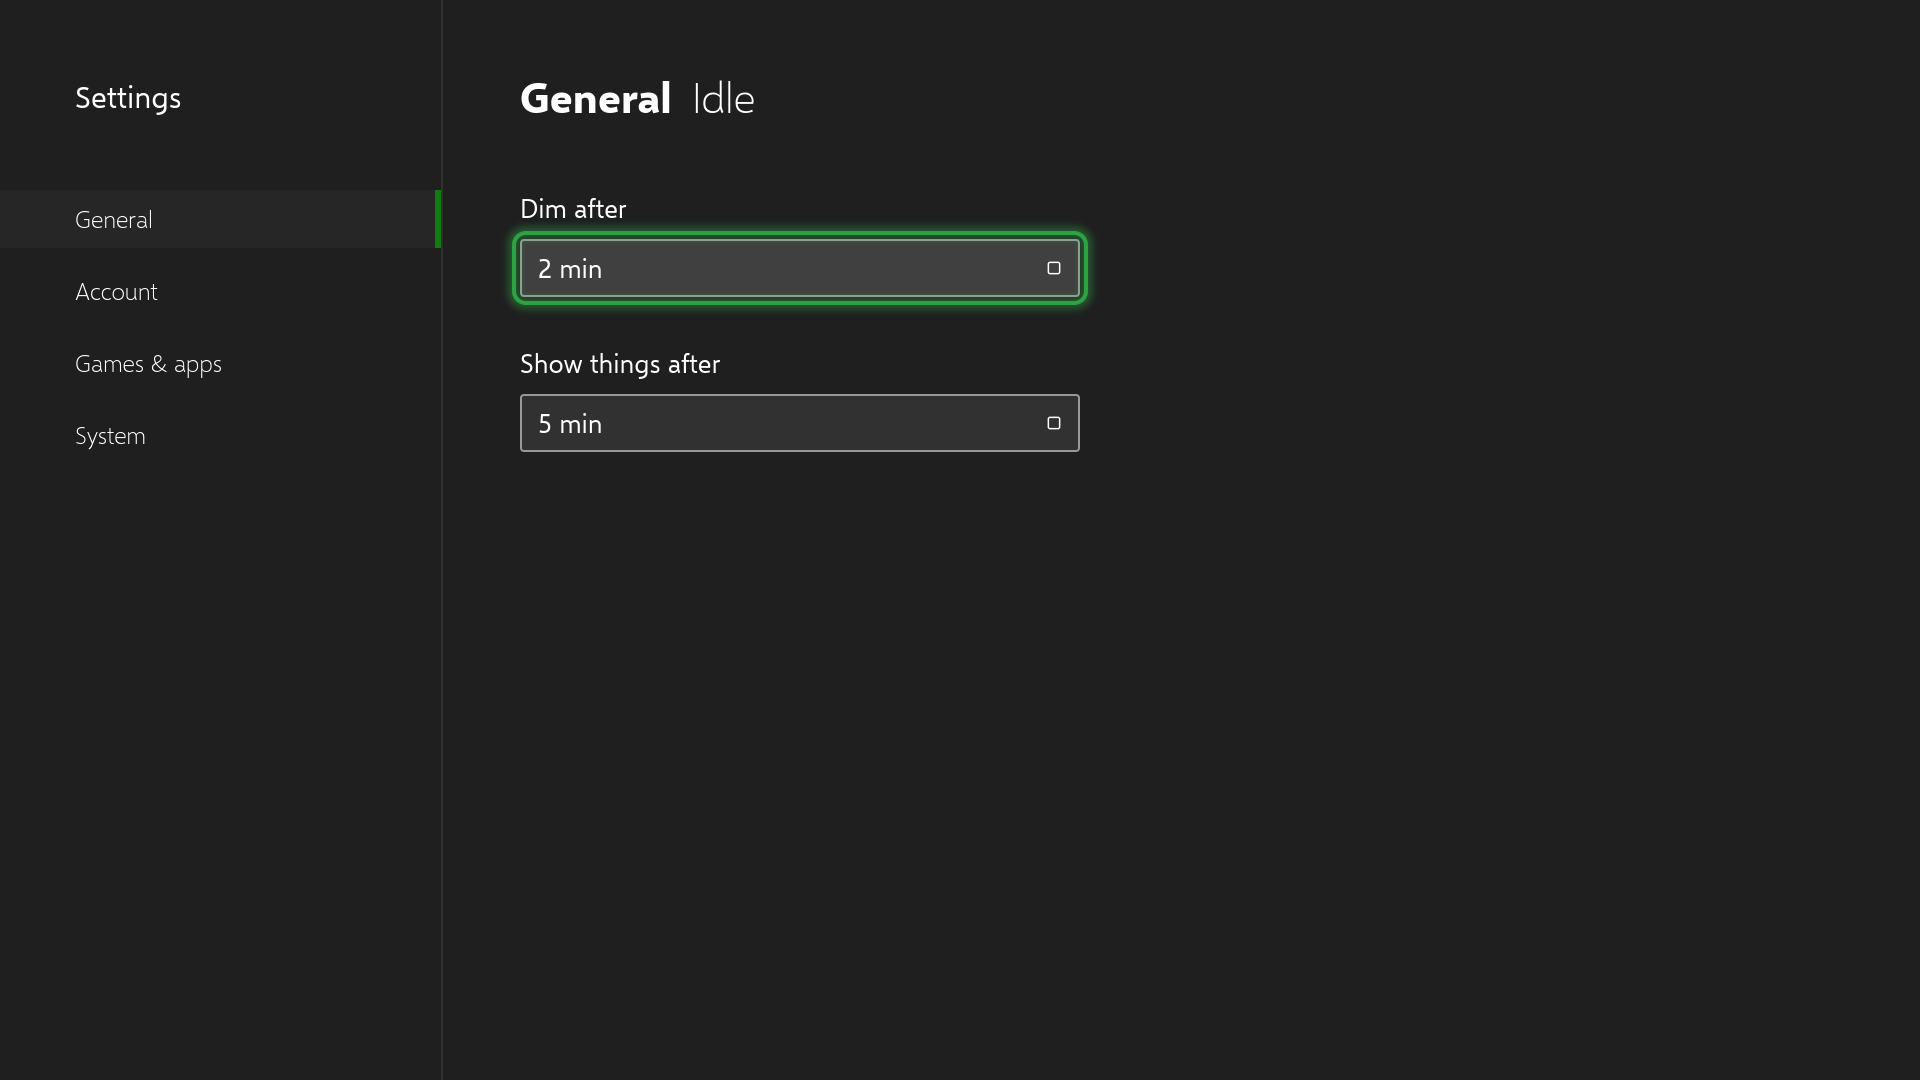 Settings
General
Account
Games & apps
System
General Idle
Dim after
2 min
Show things after
5 min